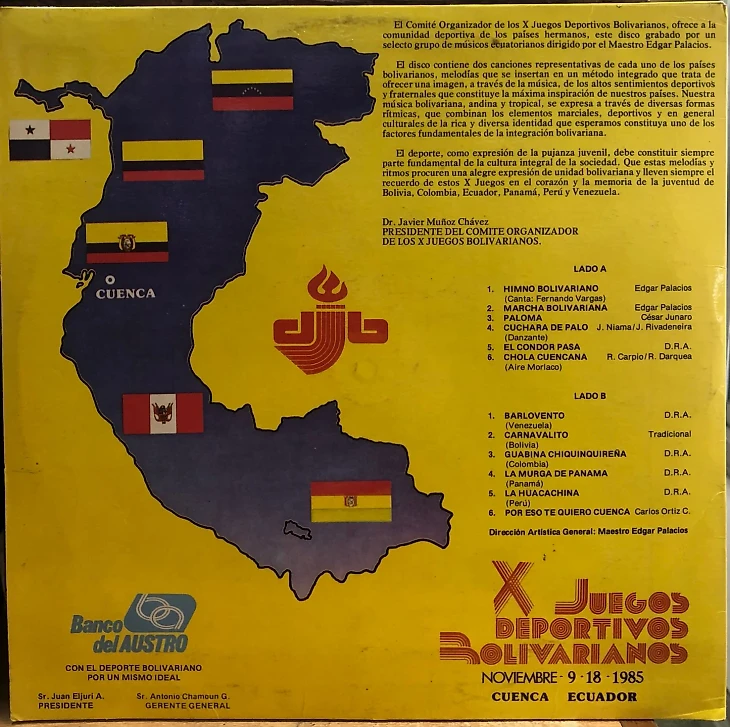 El Comité Organizador de los X Juegos Deportivos Bolivarianos, ofrece a la
comunidad deportiva de los países hermanos, este disco grabado por un
selecto grupo de músicos ecuatorianos dirigido por el Maestro Edgar Palacios.
El disco contiene dos canciones representativas de cada uno de los países
bolivarianos, melodías que se insertan en un método integrado que trata de
ofrecer una imagen, a través de la música, de los altos sentimientos deportivos
y fraternales que constituye la máxima inspiración de nuestros países. Nuestra
música bolivariana, andina y tropical, se expresa a través de diversas formas
rítmicas, que combinan los elementos marciales, deportivos y en general
culturales de la rica y diversa identidad que esperamos constituya uno de los
factores fundamentales de la integración bolivariana.
El deporte, como expresión de la pujanza juvenil, debe constituir siempre
parte fundamental de la cultura integral de la sociedad. Que estas melodías y
ritmos procuren una alegre expresión de unidad bolivariana y lleven siempre el
recuerdo de estos X Juegos en el corazón y la memoria de la juventud de
Bolivia, Colombia, Ecuador, Panamá, Perú y Venezuela.
Dr. Javier Muñoz Chávez
PRESIDENTE DEL COMITE ORGANIZADOR
DE LOS X JUEGOS BOLIVARIANOS.
CUENCA
djb
LADO A
1. HIMNO BOLIVARIANO Edgar Palacios
(Canta: Fernando Vargas)
2. MARCHA BOLIVARIANA Edgar Palacios
3. PALOMA César Junaro
4. CUCHARA DE PALO J. Niama/J. Rivadeneira
(Danzante)
5. EL CONDOR PASA D.R.A.
6. CHOLA CUENCANA R. Carpio/R. Darquea
(Aire Morlaco)
LADO B
1. BARLOVENTO D.R.A.
(Venezuela)
2. CARNAVALITO Tradicional
(Bolivia)
3. GUABINA CHIQUINQUIREÑA D.R.A.
(Colombia)
4. LA MURGA DE PANAMA D.R.A.
(Panamá)
5. LA HUACACHINA D.R.A.
(Perú)
6. POR ESO TE QUIERO CUENCA Carlos Ortiz C.
Dirección Artística General: Maestro Edgar Palacios
X JUEGOS
DEPORTIVOS
BOLIVARIANOS
NOVIEMBRE - 9 - 18 - 1985
CUENCA ECUADOR
Banco
del AUSTRO
CON EL DEPORTE BOLIVARIANO
POR UN MISMO IDEAL
Sr. Juan Eljuri A. Sr. Antonio Chamoun G.
PRESIDENTE GERENTE GENERAL